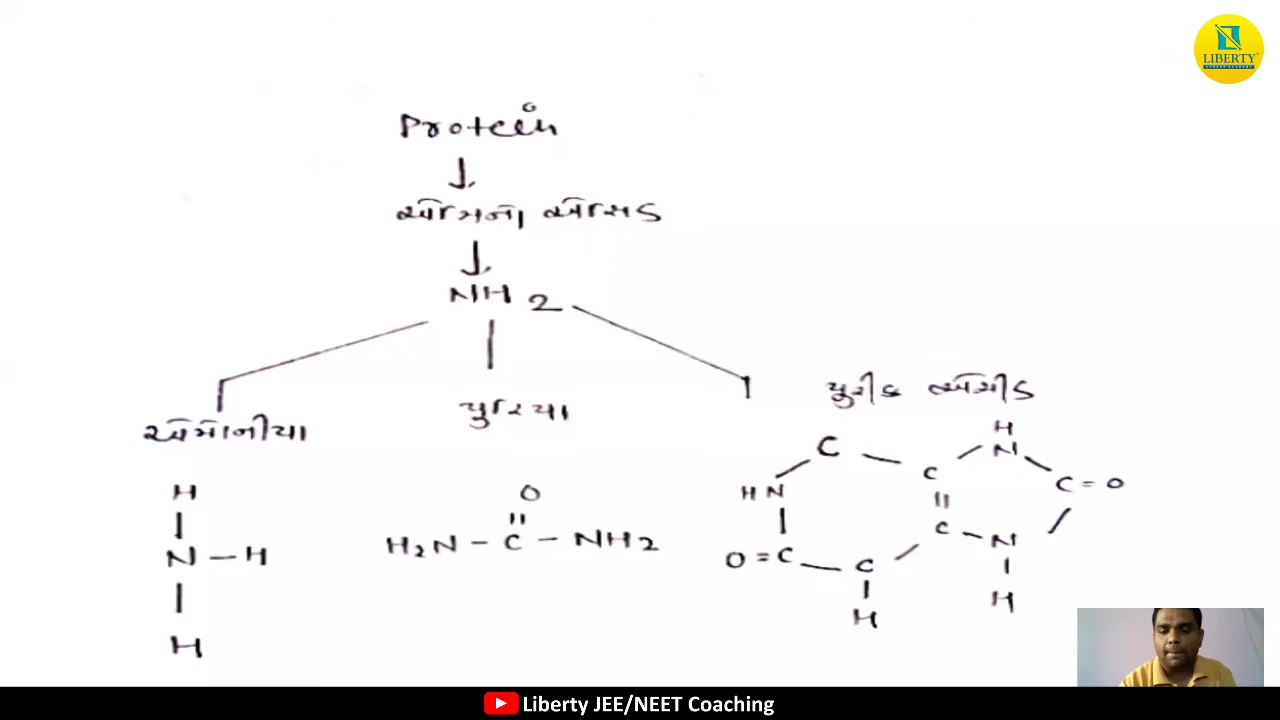 LIBERTY
Protein
એમિનો એસિડ
NH2
એમોનીયા
યુરિયા
યુરીક એસીડ
H
N-H
H
O
H2N - C - NH2
H
C
C
N
HN
C=O
C
N
O=C
C
H
H
Liberty JEE/NEET Coaching